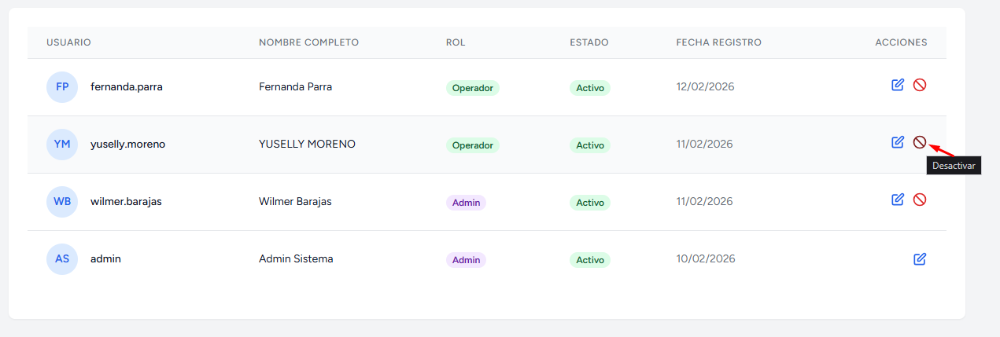 USUARIO NOMBRE COMPLETO ROL ESTADO FECHA REGISTRO ACCIONES
FP fernanda.parra Fernanda Parra Operador Activo 12/02/2026
YM yuselly.moreno YUSELLY MORENO Operador Activo 11/02/2026
Desactivar
WB wilmer.barajas Wilmer Barajas Admin Activo 11/02/2026
AS admin Admin Sistema Admin Activo 10/02/2026